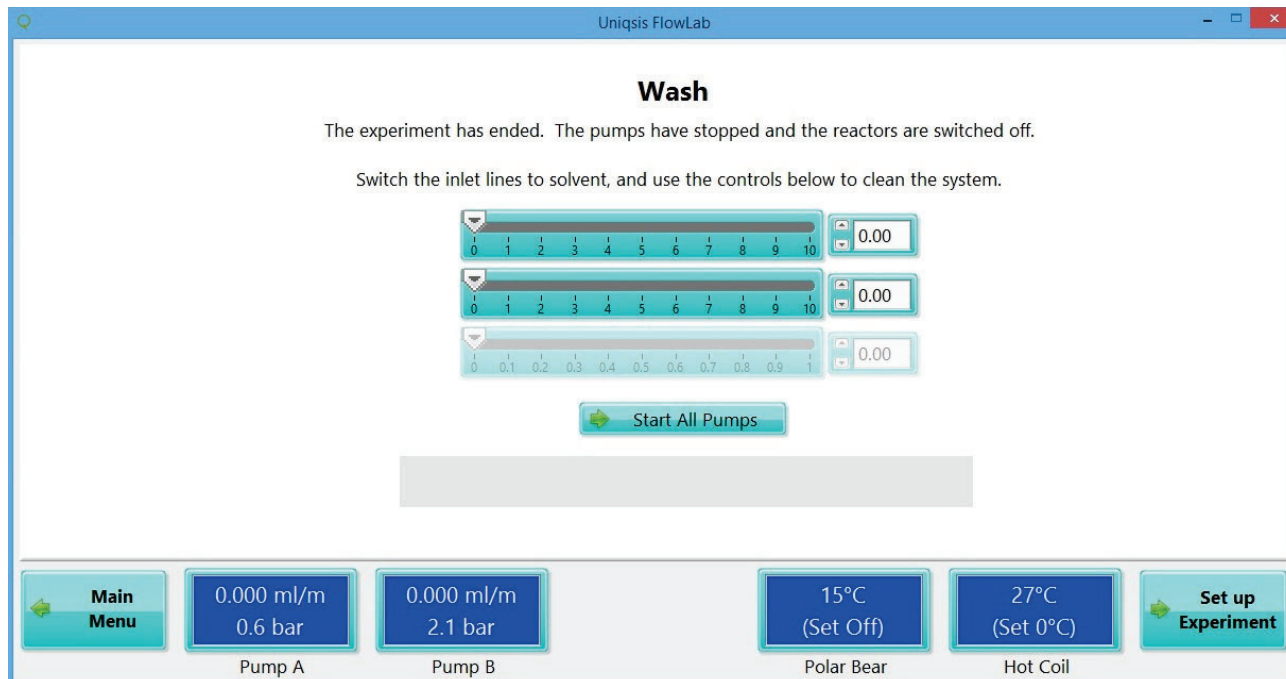 Uniqsis FlowLab
Wash
The experiment has ended. The pumps have stopped and the reactors are switched off.
Switch the inlet lines to solvent, and use the controls below to clean the system.
0 1 2 3 4 5 6 7 8 9 10
0.00
0 1 2 3 4 5 6 7 8 9 10
0.00
0 0.1 0.2 0.3 0.4 0.5 0.6 0.7 0.8 0.9 1
0.00
Start All Pumps
Main
Menu
0.000 ml/m
0.6 bar
Pump A
0.000 ml/m
2.1 bar
Pump B
15°C
(Set Off)
Polar Bear
27°C
(Set 0°C)
Hot Coil
Set up
Experiment